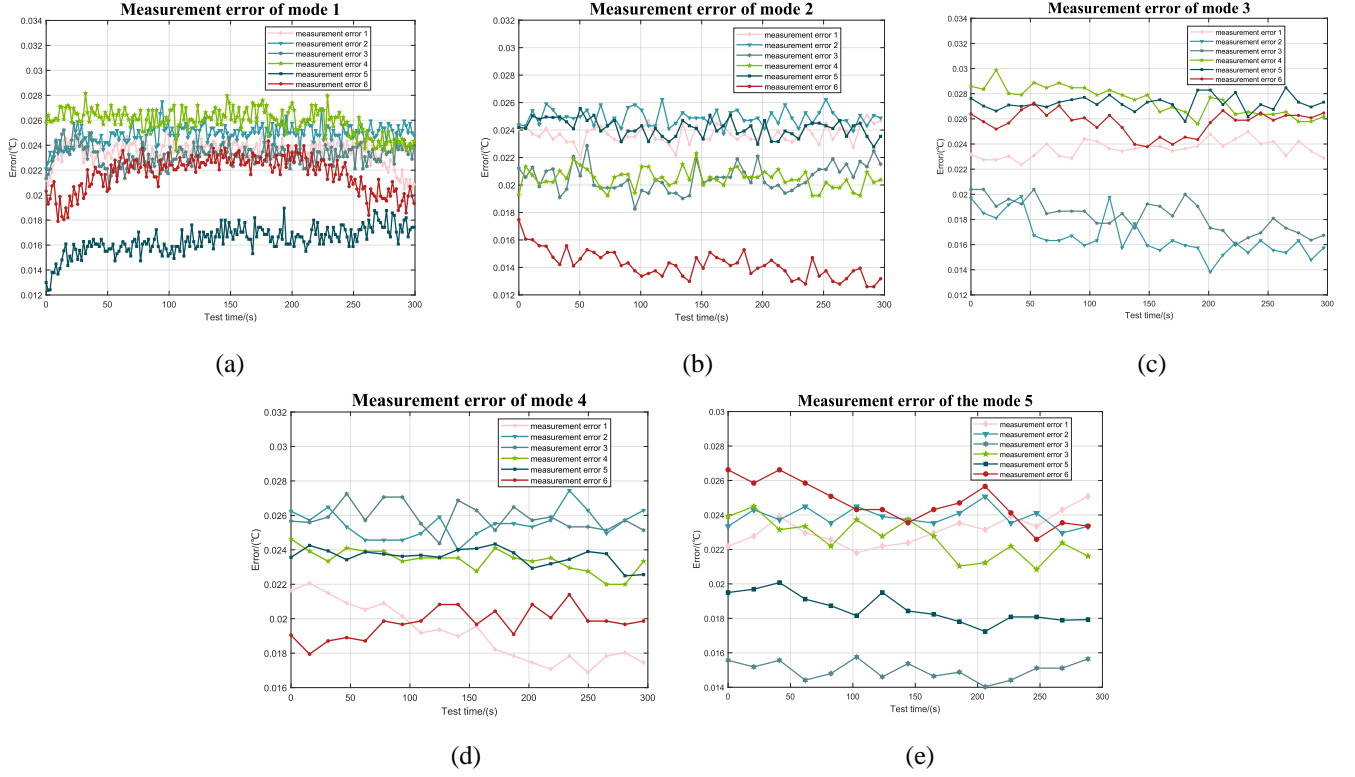 Measurement error of mode 1
0.034
0.032
0.03
0.028
0.026
0.024
0.022
0.02
0.018
0.016
0.014
0.012
Error/(℃)
0 50 100 150 200 250 300
Test time/(s)
measurement error 1
measurement error 2
measurement error 3
measurement error 4
measurement error 5
measurement error 6
(a)
Measurement error of mode 2
0.034
0.032
0.03
0.028
0.026
0.024
0.022
0.02
0.018
0.016
0.014
0.012
Error/(℃)
0 50 100 150 200 250 300
Test time/(s)
measurement error 1
measurement error 2
measurement error 3
measurement error 4
measurement error 5
measurement error 6
(b)
Measurement error of mode 3
0.034
0.032
0.03
0.028
0.026
0.024
0.022
0.02
0.018
0.016
0.014
0.012
Error/(℃)
0 50 100 150 200 250 300
Test time/(s)
measurement error 1
measurement error 2
measurement error 3
measurement error 4
measurement error 5
measurement error 6
(c)
Measurement error of mode 4
0.032
0.03
0.028
0.026
0.024
0.022
0.02
0.018
0.016
Error/(℃)
0 50 100 150 200 250 300
Test time/(s)
measurement error 1
measurement error 2
measurement error 3
measurement error 4
measurement error 5
measurement error 6
(d)
Measurement error of the mode 5
0.03
0.028
0.026
0.024
0.022
0.02
0.018
0.016
0.014
Error/(℃)
0 50 100 150 200 250 300
Test time/(s)
measurement error 1
measurement error 2
measurement error 3
measurement error 3
measurement error 5
measurement error 6
(e)